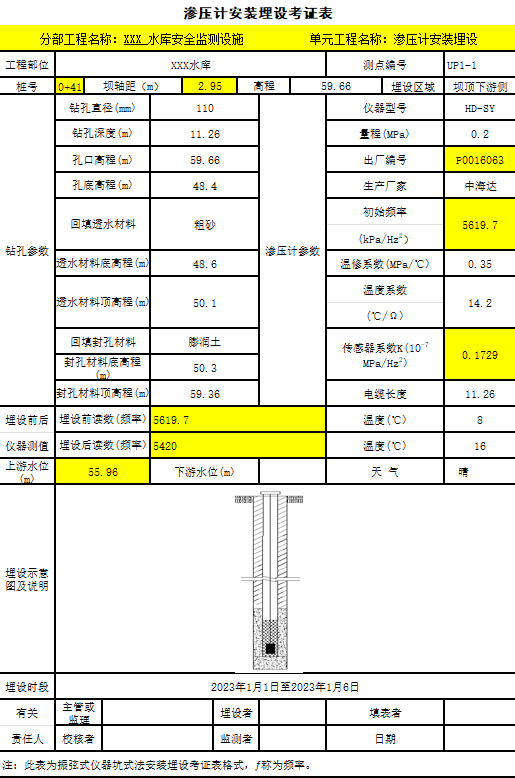 渗压计安装埋设考证表
分部工程名称：XXX 水库安全监测设施 单元工程名称：渗压计安装埋设
工程部位 XXX水库 测点编号 UP1-1
桩号 0+41 坝轴距（m） 2.95 高程 59.66 埋设区域 坝顶下游侧
钻孔参数
钻孔直径(mm) 110
钻孔深度(m) 11.26
孔口高程(m) 59.66
孔底高程(m) 48.4
回填透水材料 粗砂
透水材料底高程(m) 48.6
透水材料顶高程(m) 50.1
回填封孔材料 膨润土
封孔材料底高程
(m)
50.3
封孔材料顶高程(m) 59.36
渗压计参数
仪器型号 HD-SY
量程(MPa) 0.2
出厂编号 P0016063
生产厂家 中海达
初始频率
(kPa/Hz²)
5619.7
温修系数(MPa/℃) 0.35
温度系数
(℃/Ω)
14.2
传感器系数K(10⁻⁷
MPa/Hz²)
0.1729
电缆长度 11.26
埋设前后 埋设前读数(频率) 5619.7 温度(℃) 8
仪器测值 埋设后读数(频率) 5420 温度(℃) 16
上游水位
(m)
55.96 下游水位(m) 天 气 晴
埋设示意
图及说明
埋设时段 2023年1月1日至2023年1月6日
有关 主管或
监理
埋设者 填表者
责任人 校核者 监测者 日期
注：此表为振弦式仪器坑式法安装埋设考证表格式，f称为频率。